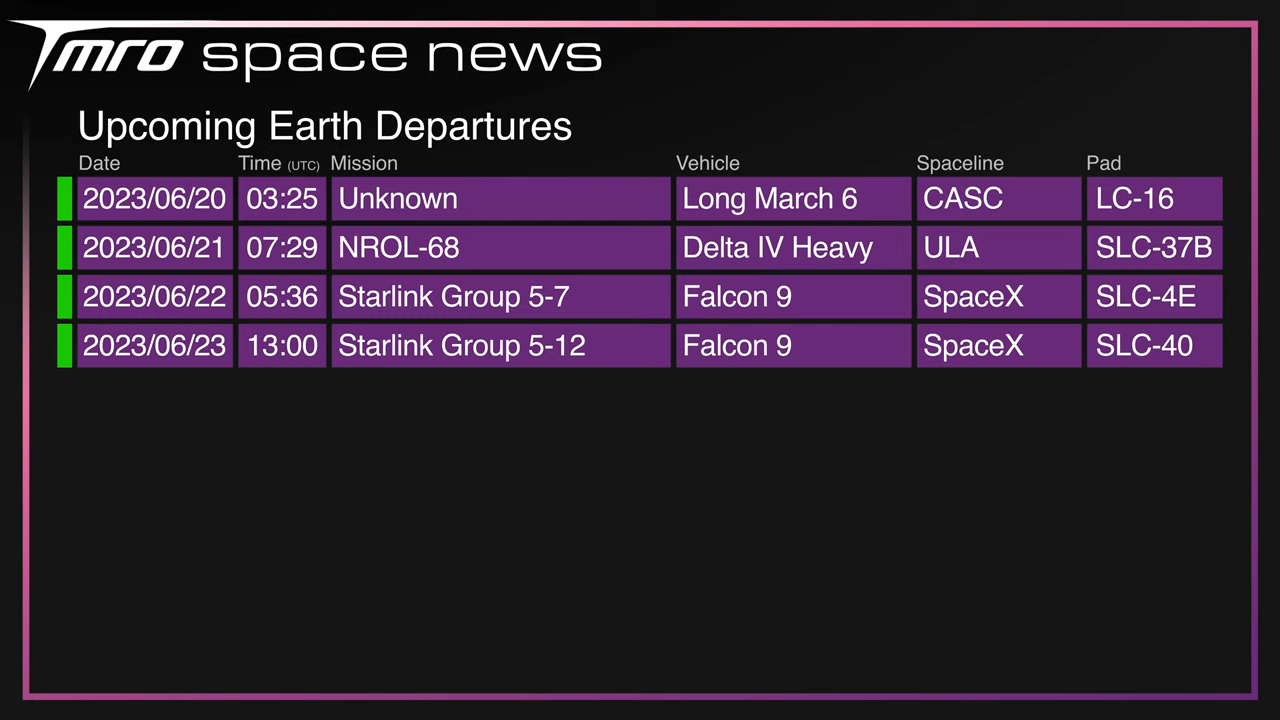 Tmro space news
Upcoming Earth Departures
Date Time (UTC) Mission Vehicle Spaceline Pad
2023/06/20 03:25 Unknown Long March 6 CASC LC-16
2023/06/21 07:29 NROL-68 Delta IV Heavy ULA SLC-37B
2023/06/22 05:36 Starlink Group 5-7 Falcon 9 SpaceX SLC-4E
2023/06/23 13:00 Starlink Group 5-12 Falcon 9 SpaceX SLC-40